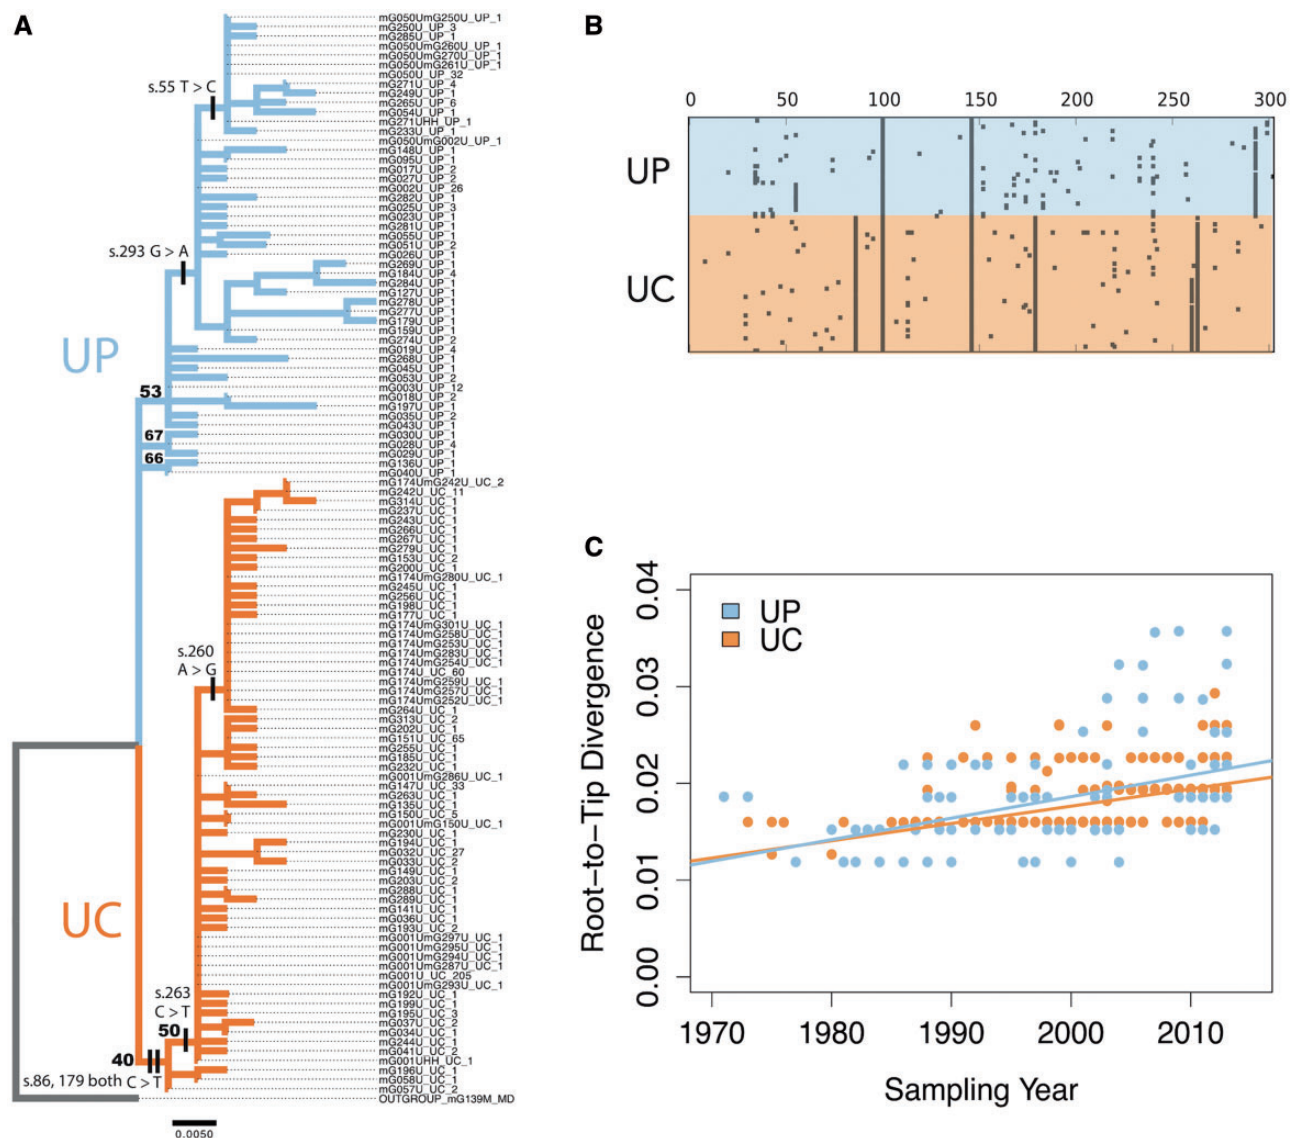 A
mG050UmG250U_UP_1
mG250U_UP_3
mG285U_UP_1
mG050UmG260U_UP_1
mG050UmG270U_UP_1
mG050UmG261U_UP_1
mG050U_UP_32
mG271U_UP_4
s.55 T > C
mG249U_UP_1
mG265U_UP_6
mG054U_UP_1
mG271UHH_UP_1
mG233U_UP_1
mG050UmG002U_UP_1
mG148U_UP_1
mG095U_UP_1
mG017U_UP_2
mG027U_UP_2
mG002U_UP_26
mG282U_UP_1
mG025U_UP_3
mG023U_UP_1
mG281U_UP_1
mG055U_UP_1
mG051U_UP_2
s.293 G > A
mG026U_UP_1
mG269U_UP_1
mG184U_UP_4
mG284U_UP_1
mG127U_UP_1
mG278U_UP_1
mG277U_UP_1
mG179U_UP_1
mG159U_UP_1
mG274U_UP_2
UP
mG019U_UP_4
mG268U_UP_1
mG045U_UP_1
mG053U_UP_2
mG003U_UP_12
53
mG018U_UP_2
mG197U_UP_1
mG035U_UP_2
mG043U_UP_1
67
mG030U_UP_1
mG028U_UP_4
mG029U_UP_1
66
mG136U_UP_1
mG040U_UP_1
mG174UmG242U_UC_2
mG242U_UC_11
mG314U_UC_1
mG237U_UC_1
mG243U_UC_1
mG266U_UC_1
mG267U_UC_1
mG279U_UC_1
mG153U_UC_2
mG200U_UC_1
mG174UmG280U_UC_1
mG245U_UC_1
mG256U_UC_1
mG198U_UC_1
mG177U_UC_1
mG174UmG301U_UC_1
mG174UmG258U_UC_1
mG174UmG253U_UC_1
s.260
mG174UmG283U_UC_1
mG174UmG254U_UC_1
A > G
mG174U_UC_60
mG174UmG259U_UC_1
mG174UmG257U_UC_1
mG174UmG252U_UC_1
mG264U_UC_1
mG313U_UC_2
mG202U_UC_1
mG151U_UC_65
mG255U_UC_1
mG185U_UC_1
mG232U_UC_1
mG001UmG286U_UC_1
mG147U_UC_33
mG263U_UC_1
mG135U_UC_1
mG150U_UC_5
mG001UmG150U_UC_1
mG230U_UC_1
mG194U_UC_1
mG032U_UC_27
mG033U_UC_2
mG149U_UC_1
mG203U_UC_2
mG288U_UC_1
mG289U_UC_1
mG141U_UC_1
UC
mG036U_UC_1
mG193U_UC_2
mG001UmG297U_UC_1
mG001UmG295U_UC_1
mG001UmG294U_UC_1
mG001UmG287U_UC_1
mG001U_UC_205
mG001UmG293U_UC_1
s.263
mG192U_UC_1
mG199U_UC_1
C > T
mG195U_UC_3
mG037U_UC_2
50
mG034U_UC_1
mG244U_UC_1
mG041U_UC_2
40
mG001UHH_UC_1
mG196U_UC_1
s.86, 179 both C > T
mG058U_UC_1
mG057U_UC_2
OUTGROUP_mG139M_MD
0.0050
B
0 50 100 150 200 250 300
UP
UC
C
0.04
0.03
0.02
0.01
0.00
Root-to-Tip Divergence
UP
UC
1970 1980 1990 2000 2010
Sampling Year